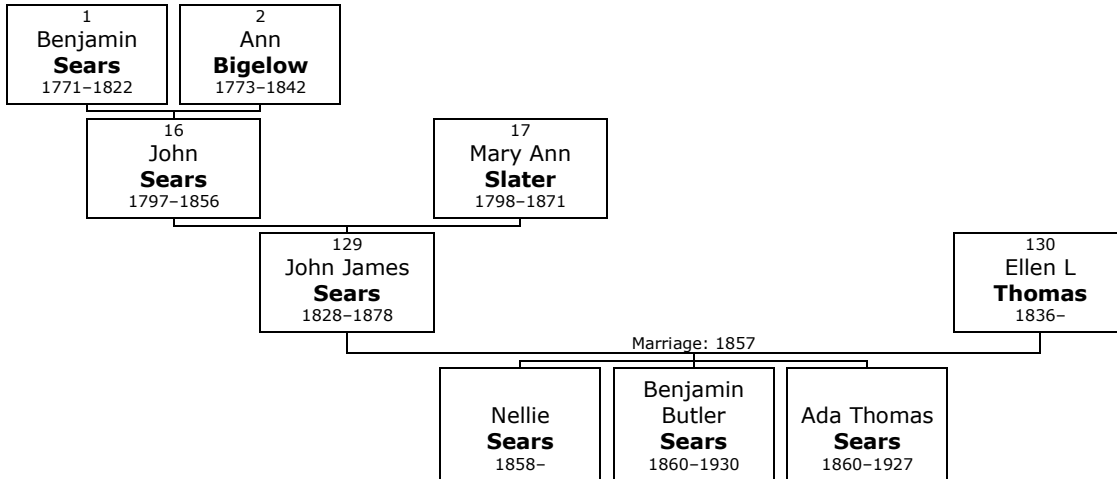 1
Benjamin
Sears
1771–1822
2
Ann
Bigelow
1773–1842
16
John
Sears
1797–1856
17
Mary Ann
Slater
1798–1871
129
John James
Sears
1828–1878
130
Ellen L
Thomas
1836–
Marriage: 1857
Nellie
Sears
1858–
Benjamin
Butler
Sears
1860–1930
Ada Thomas
Sears
1860–1927